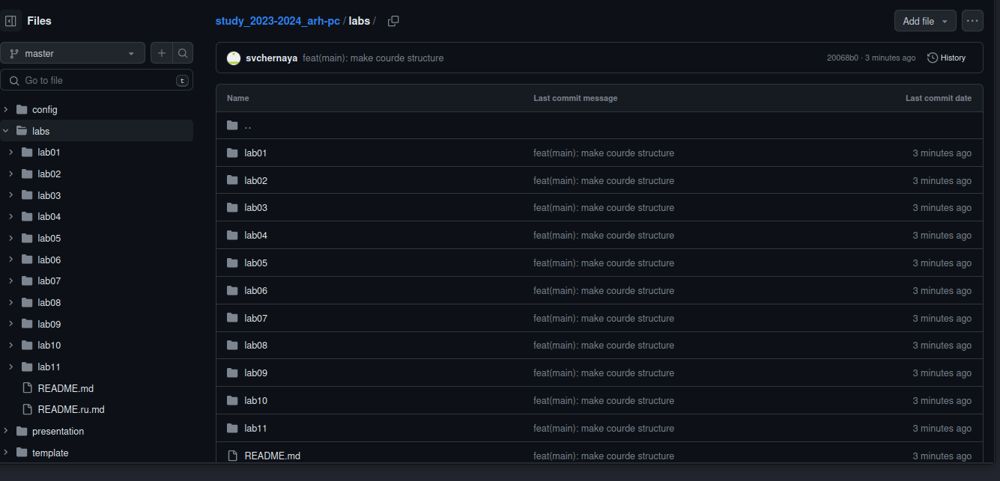 Files
master
Go to file
t
config
labs
lab01
lab02
lab03
lab04
lab05
lab06
lab07
lab08
lab09
lab10
lab11
README.md
README.ru.md
presentation
template
study_2023-2024_arh-pc / labs /
Add file
svchernaya feat(main): make courde structure 20068b0 · 3 minutes ago History
Name Last commit message Last commit date
..
lab01 feat(main): make courde structure 3 minutes ago
lab02 feat(main): make courde structure 3 minutes ago
lab03 feat(main): make courde structure 3 minutes ago
lab04 feat(main): make courde structure 3 minutes ago
lab05 feat(main): make courde structure 3 minutes ago
lab06 feat(main): make courde structure 3 minutes ago
lab07 feat(main): make courde structure 3 minutes ago
lab08 feat(main): make courde structure 3 minutes ago
lab09 feat(main): make courde structure 3 minutes ago
lab10 feat(main): make courde structure 3 minutes ago
lab11 feat(main): make courde structure 3 minutes ago
README.md feat(main): make courde structure 3 minutes ago